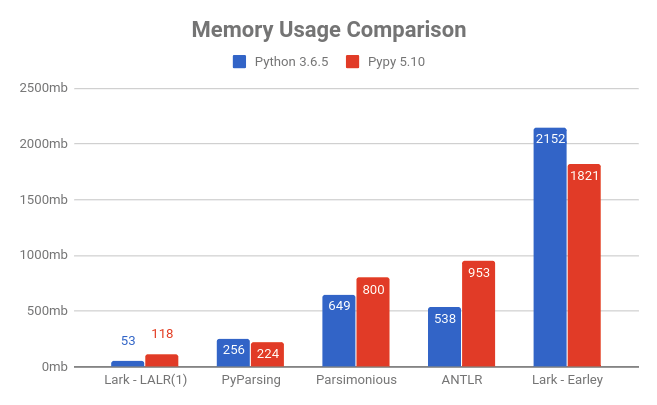 Memory Usage Comparison
Python 3.6.5 Pypy 5.10
2500mb
2000mb
1500mb
1000mb
500mb
0mb
53 118
256 224
649 800
538 953
2152 1821
Lark - LALR(1) PyParsing Parsimonious ANTLR Lark - Earley